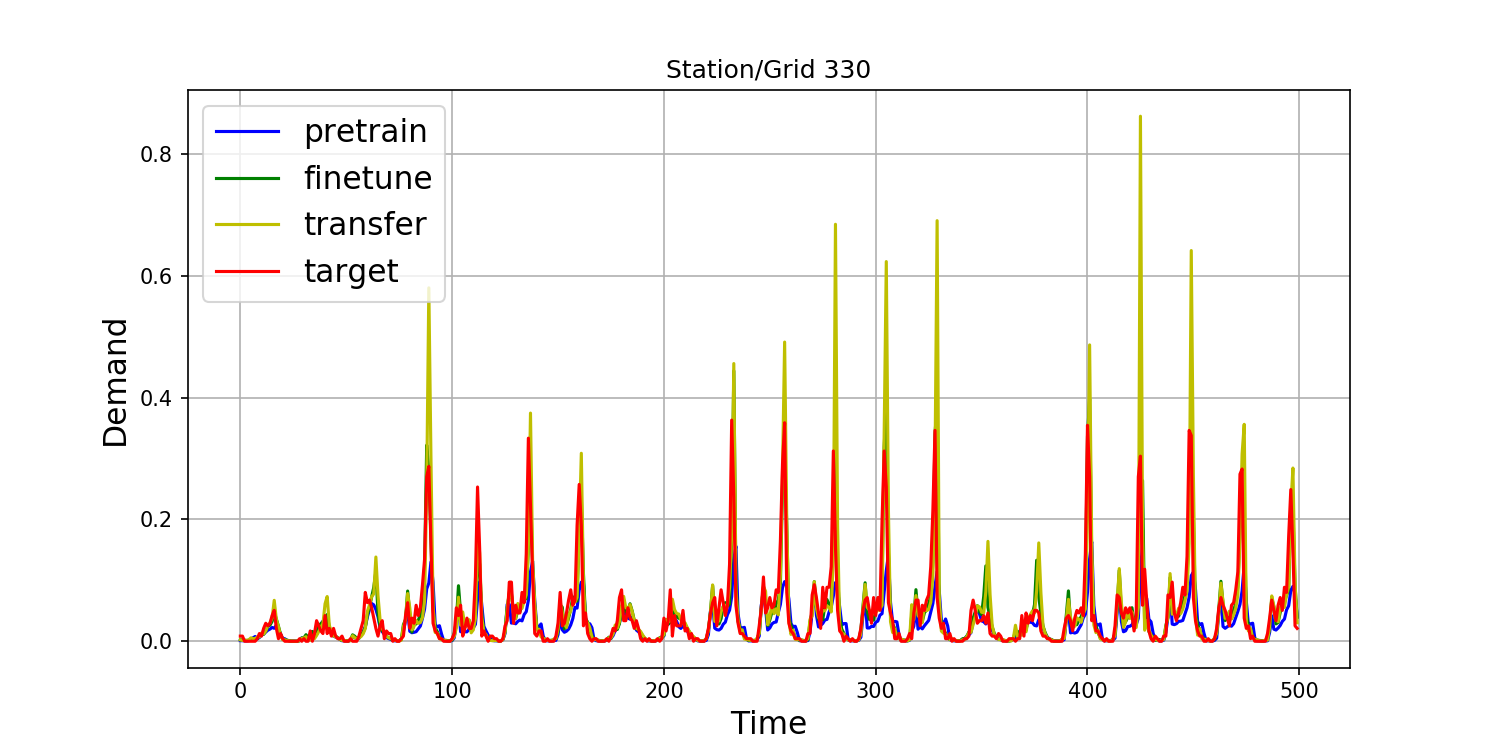 Station/Grid 330
pretrain
finetune
transfer
target
Demand
0.8
0.6
0.4
0.2
0.0
0 100 200 300 400 500
Time